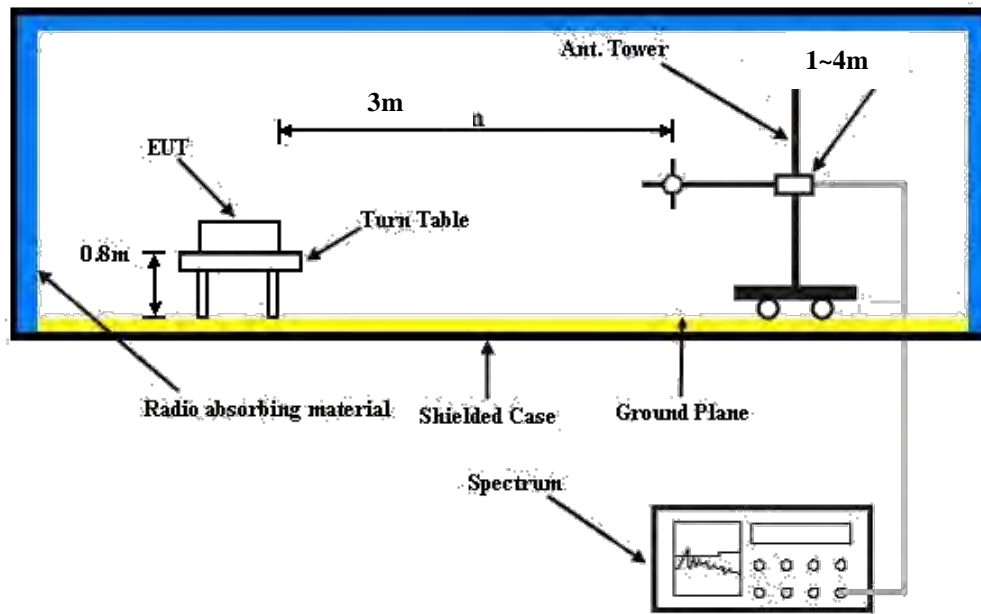 Ant. Tower
1~4m
3m
n
EUT
Turn Table
0.8m
Radio absorbing material
Shielded Case
Ground Plane
Spectrum